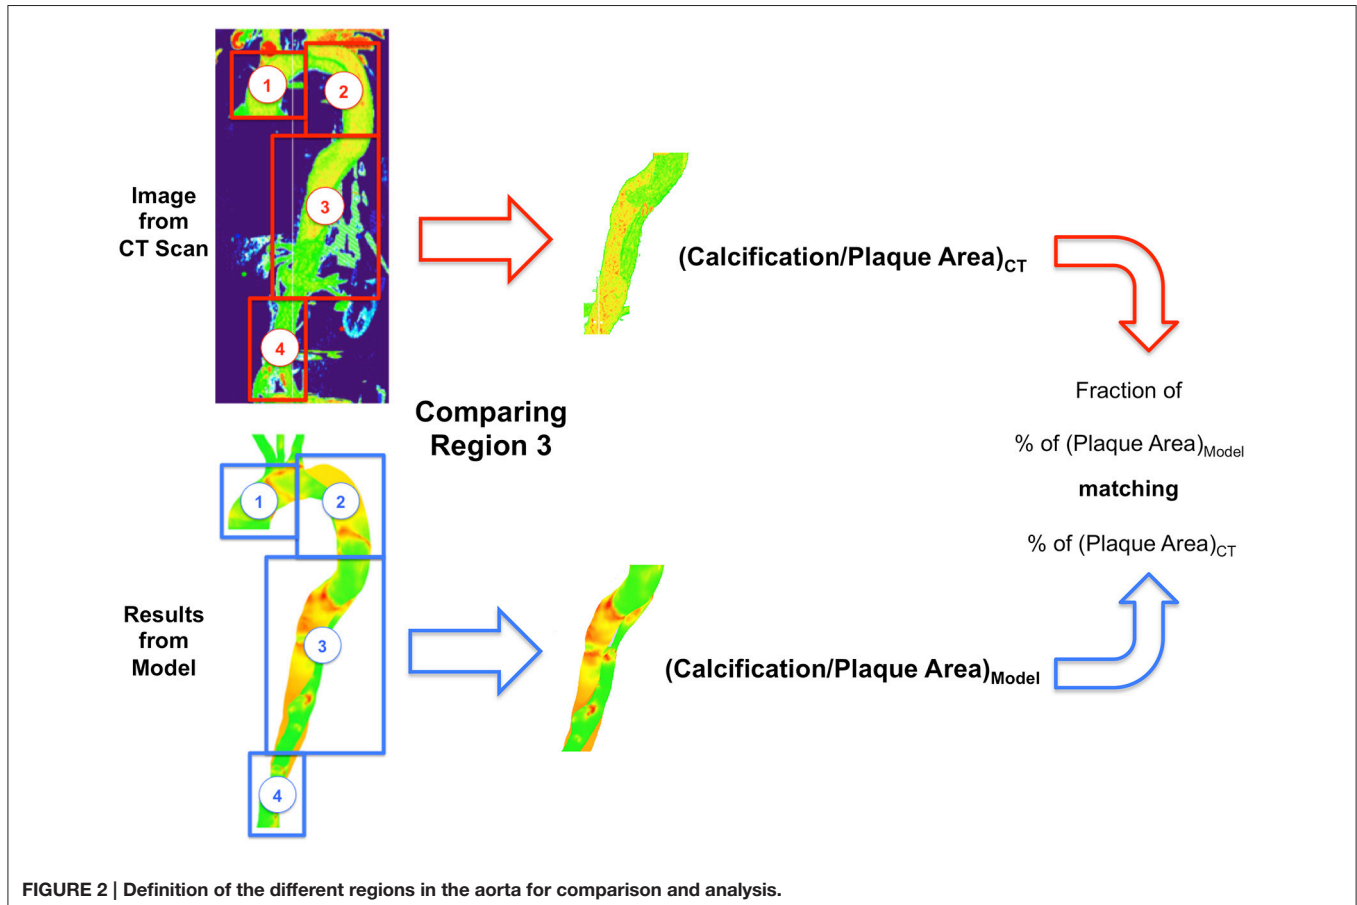 1
2
3
4
Image
from
CT Scan
(Calcification/Plaque Area)CT
Comparing
Region 3
Fraction of
% of (Plaque Area)Model
matching
% of (Plaque Area)CT
1
2
3
4
Results
from
Model
(Calcification/Plaque Area)Model
FIGURE 2 | Definition of the different regions in the aorta for comparison and analysis.